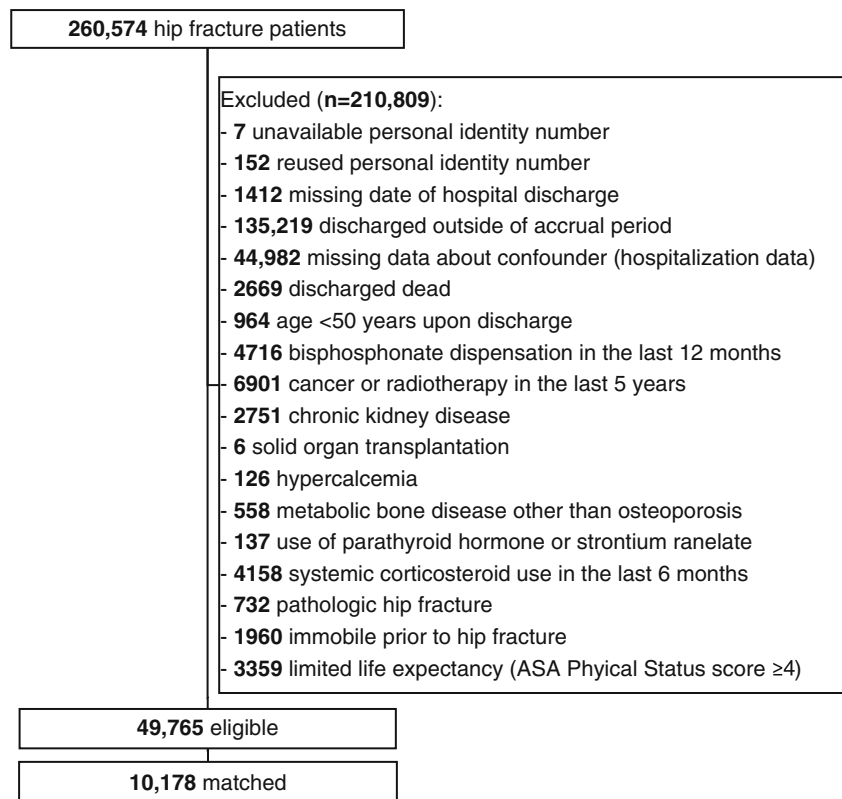 260,574 hip fracture patients
Excluded (n=210,809):
- 7 unavailable personal identity number
- 152 reused personal identity number
- 1412 missing date of hospital discharge
- 135,219 discharged outside of accrual period
- 44,982 missing data about confounder (hospitalization data)
- 2669 discharged dead
- 964 age <50 years upon discharge
- 4716 bisphosphonate dispensation in the last 12 months
- 6901 cancer or radiotherapy in the last 5 years
- 2751 chronic kidney disease
- 6 solid organ transplantation
- 126 hypercalcemia
- 558 metabolic bone disease other than osteoporosis
- 137 use of parathyroid hormone or strontium ranelate
- 4158 systemic corticosteroid use in the last 6 months
- 732 pathologic hip fracture
- 1960 immobile prior to hip fracture
- 3359 limited life expectancy (ASA Phyical Status score ≥4)
49,765 eligible
10,178 matched